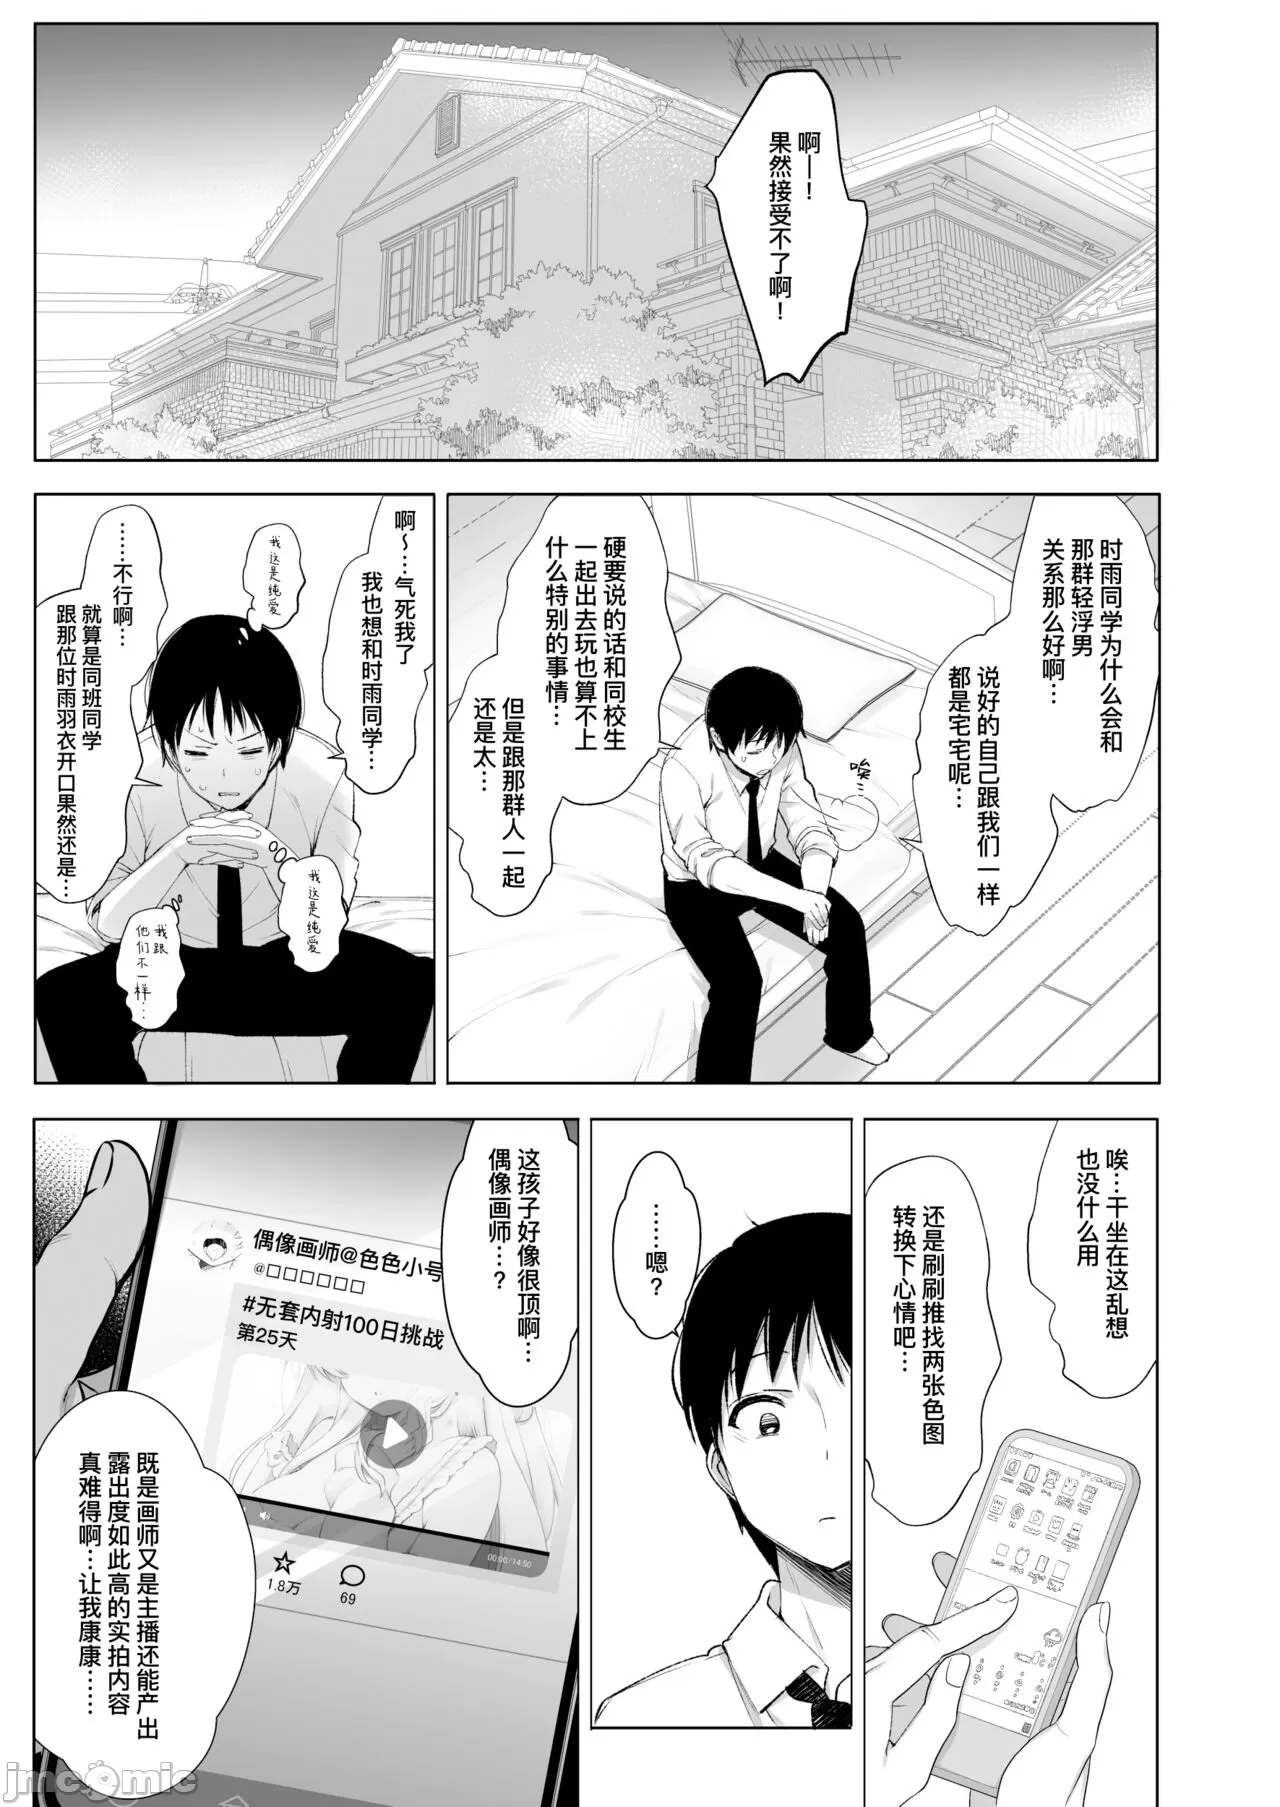 啊—!
果然接受不了啊!
时雨同学为什么会和
那群轻浮男
关系那么好啊…
说好的自己跟我们一样
都是宅宅呢…
唉…
硬要说的话和同校生
一起出去玩也算不上
什么特别的事情…
但是跟那群人一起
还是太…
啊～…气死我了
我也想和时雨同学…
我这是纯爱
我这是纯爱
我跟
他们不一样…
……不行啊…
就算是同班同学
跟那位时雨羽衣开口果然还是…
唉…干坐在这乱想
也没什么用
还是刷刷推找两张色图
转换下心情吧…
……嗯?
这孩子好像很顶啊…
偶像画师…?
偶像画师@色色小号
@□□□□□□
#无套内射100日挑战
第25天
00:00/14:50
1.8万
69
既是画师又是主播还能产出
露出度如此高的实拍内容
真难得啊…让我康康……
jmcomic